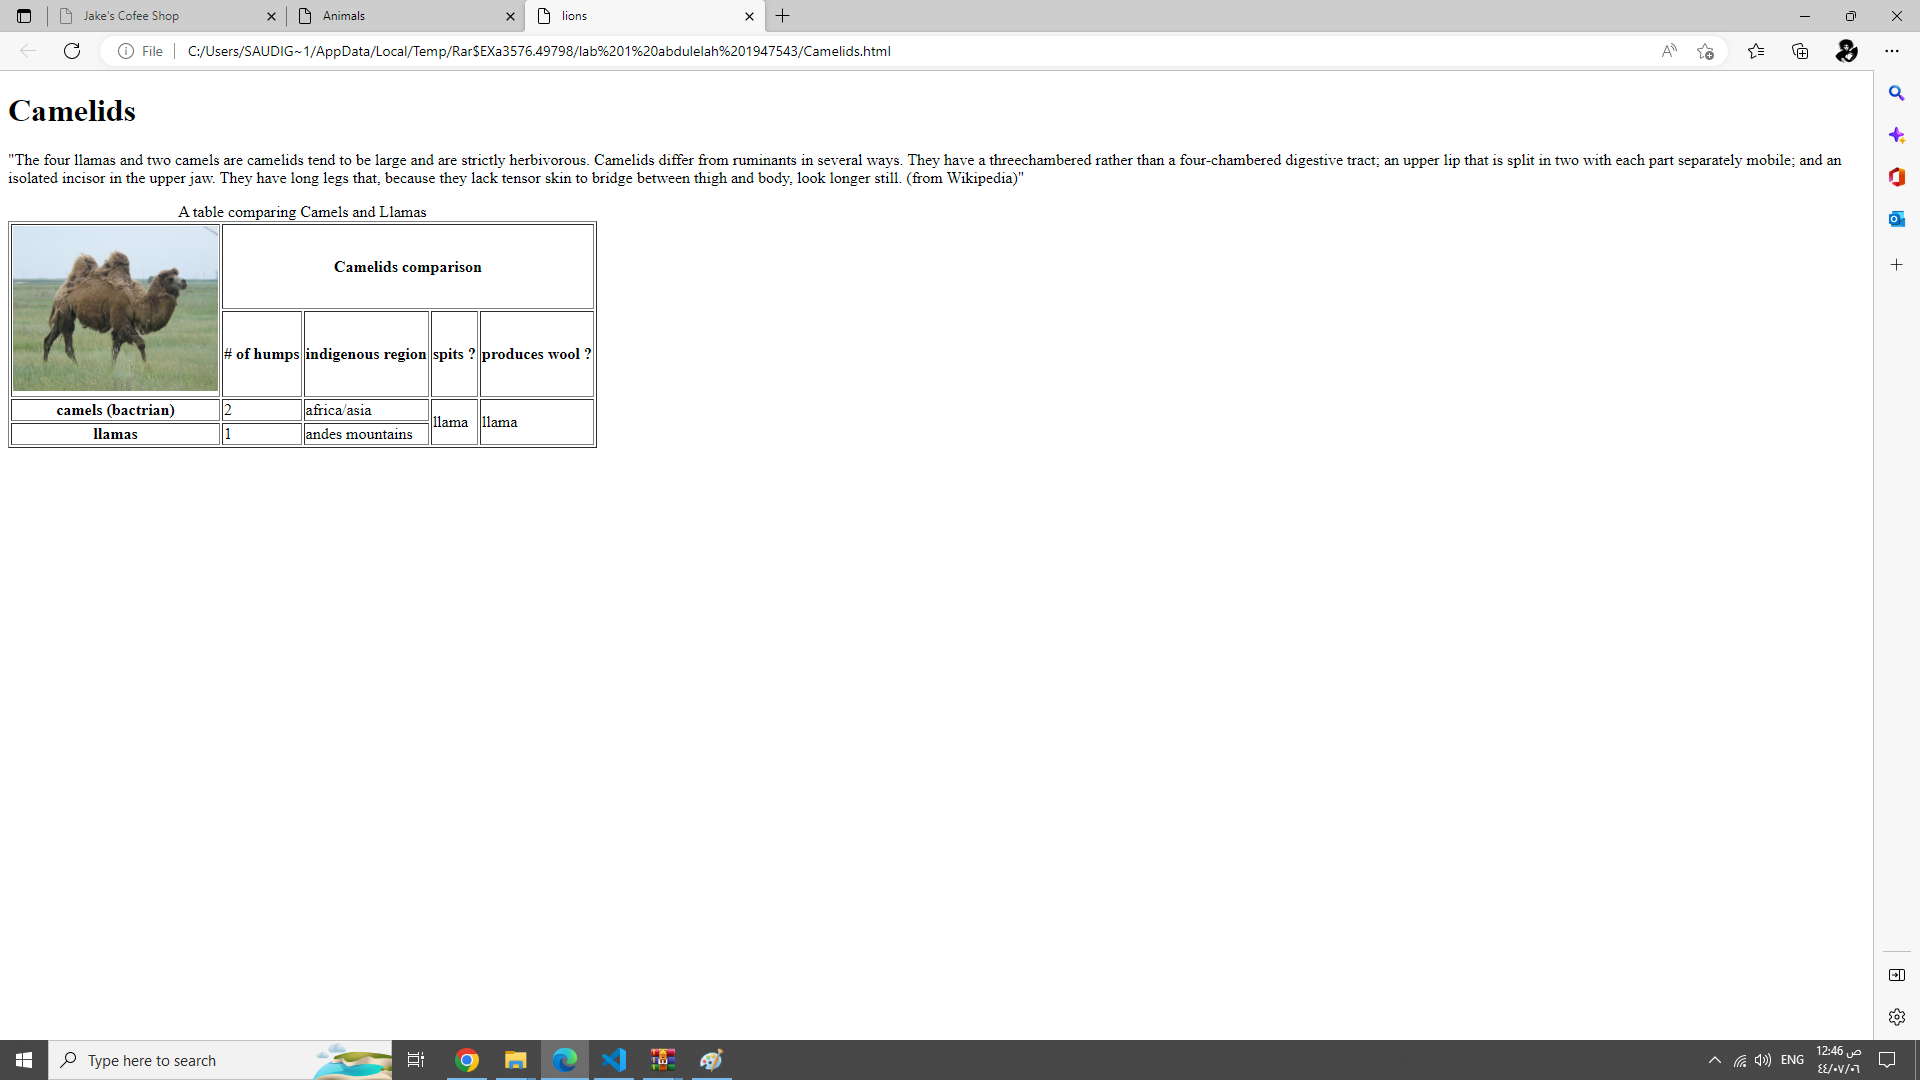 Jake's Cofee Shop
Animals
lions
File
C:/Users/SAUDIG~1/AppData/Local/Temp/Rar$EXa3576.49798/lab%201%20abdulelah%201947543/Camelids.html
Camelids
"The four llamas and two camels are camelids tend to be large and are strictly herbivorous. Camelids differ from ruminants in several ways. They have a threechambered rather than a four-chambered digestive tract; an upper lip that is split in two with each part separately mobile; and an
isolated incisor in the upper jaw. They have long legs that, because they lack tensor skin to bridge between thigh and body, look longer still. (from Wikipedia)"
A table comparing Camels and Llamas
Camelids comparison
# of humps indigenous region spits ? produces wool ?
camels (bactrian) 2 africa/asia llama llama
llamas 1 andes mountains
Type here to search
ENG
12:46 ص
٤٤/٠٧/٠٦